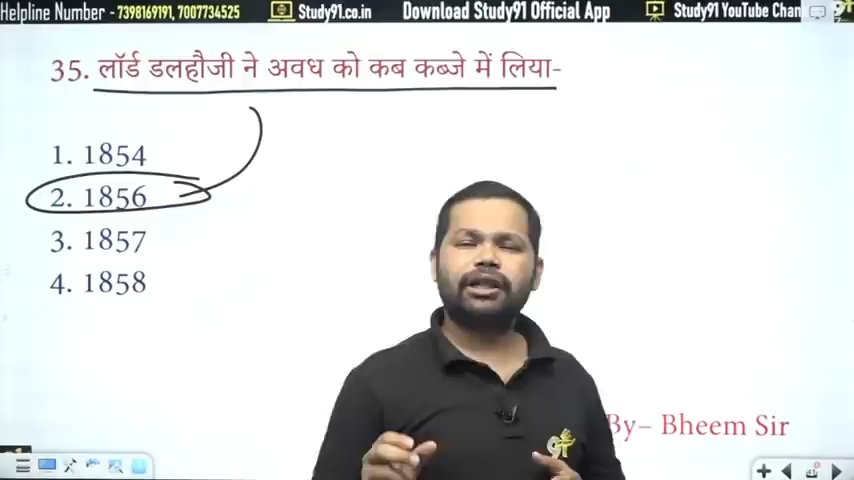 Helpline Number - 7398169191, 7007734525 Study91.co.in Download Study91 Official App Study91 YouTube Chan
35. लॉर्ड डलहौजी ने अवध को कब कब्जे में लिया-
1. 1854
2. 1856
3. 1857
4. 1858
By– Bheem Sir